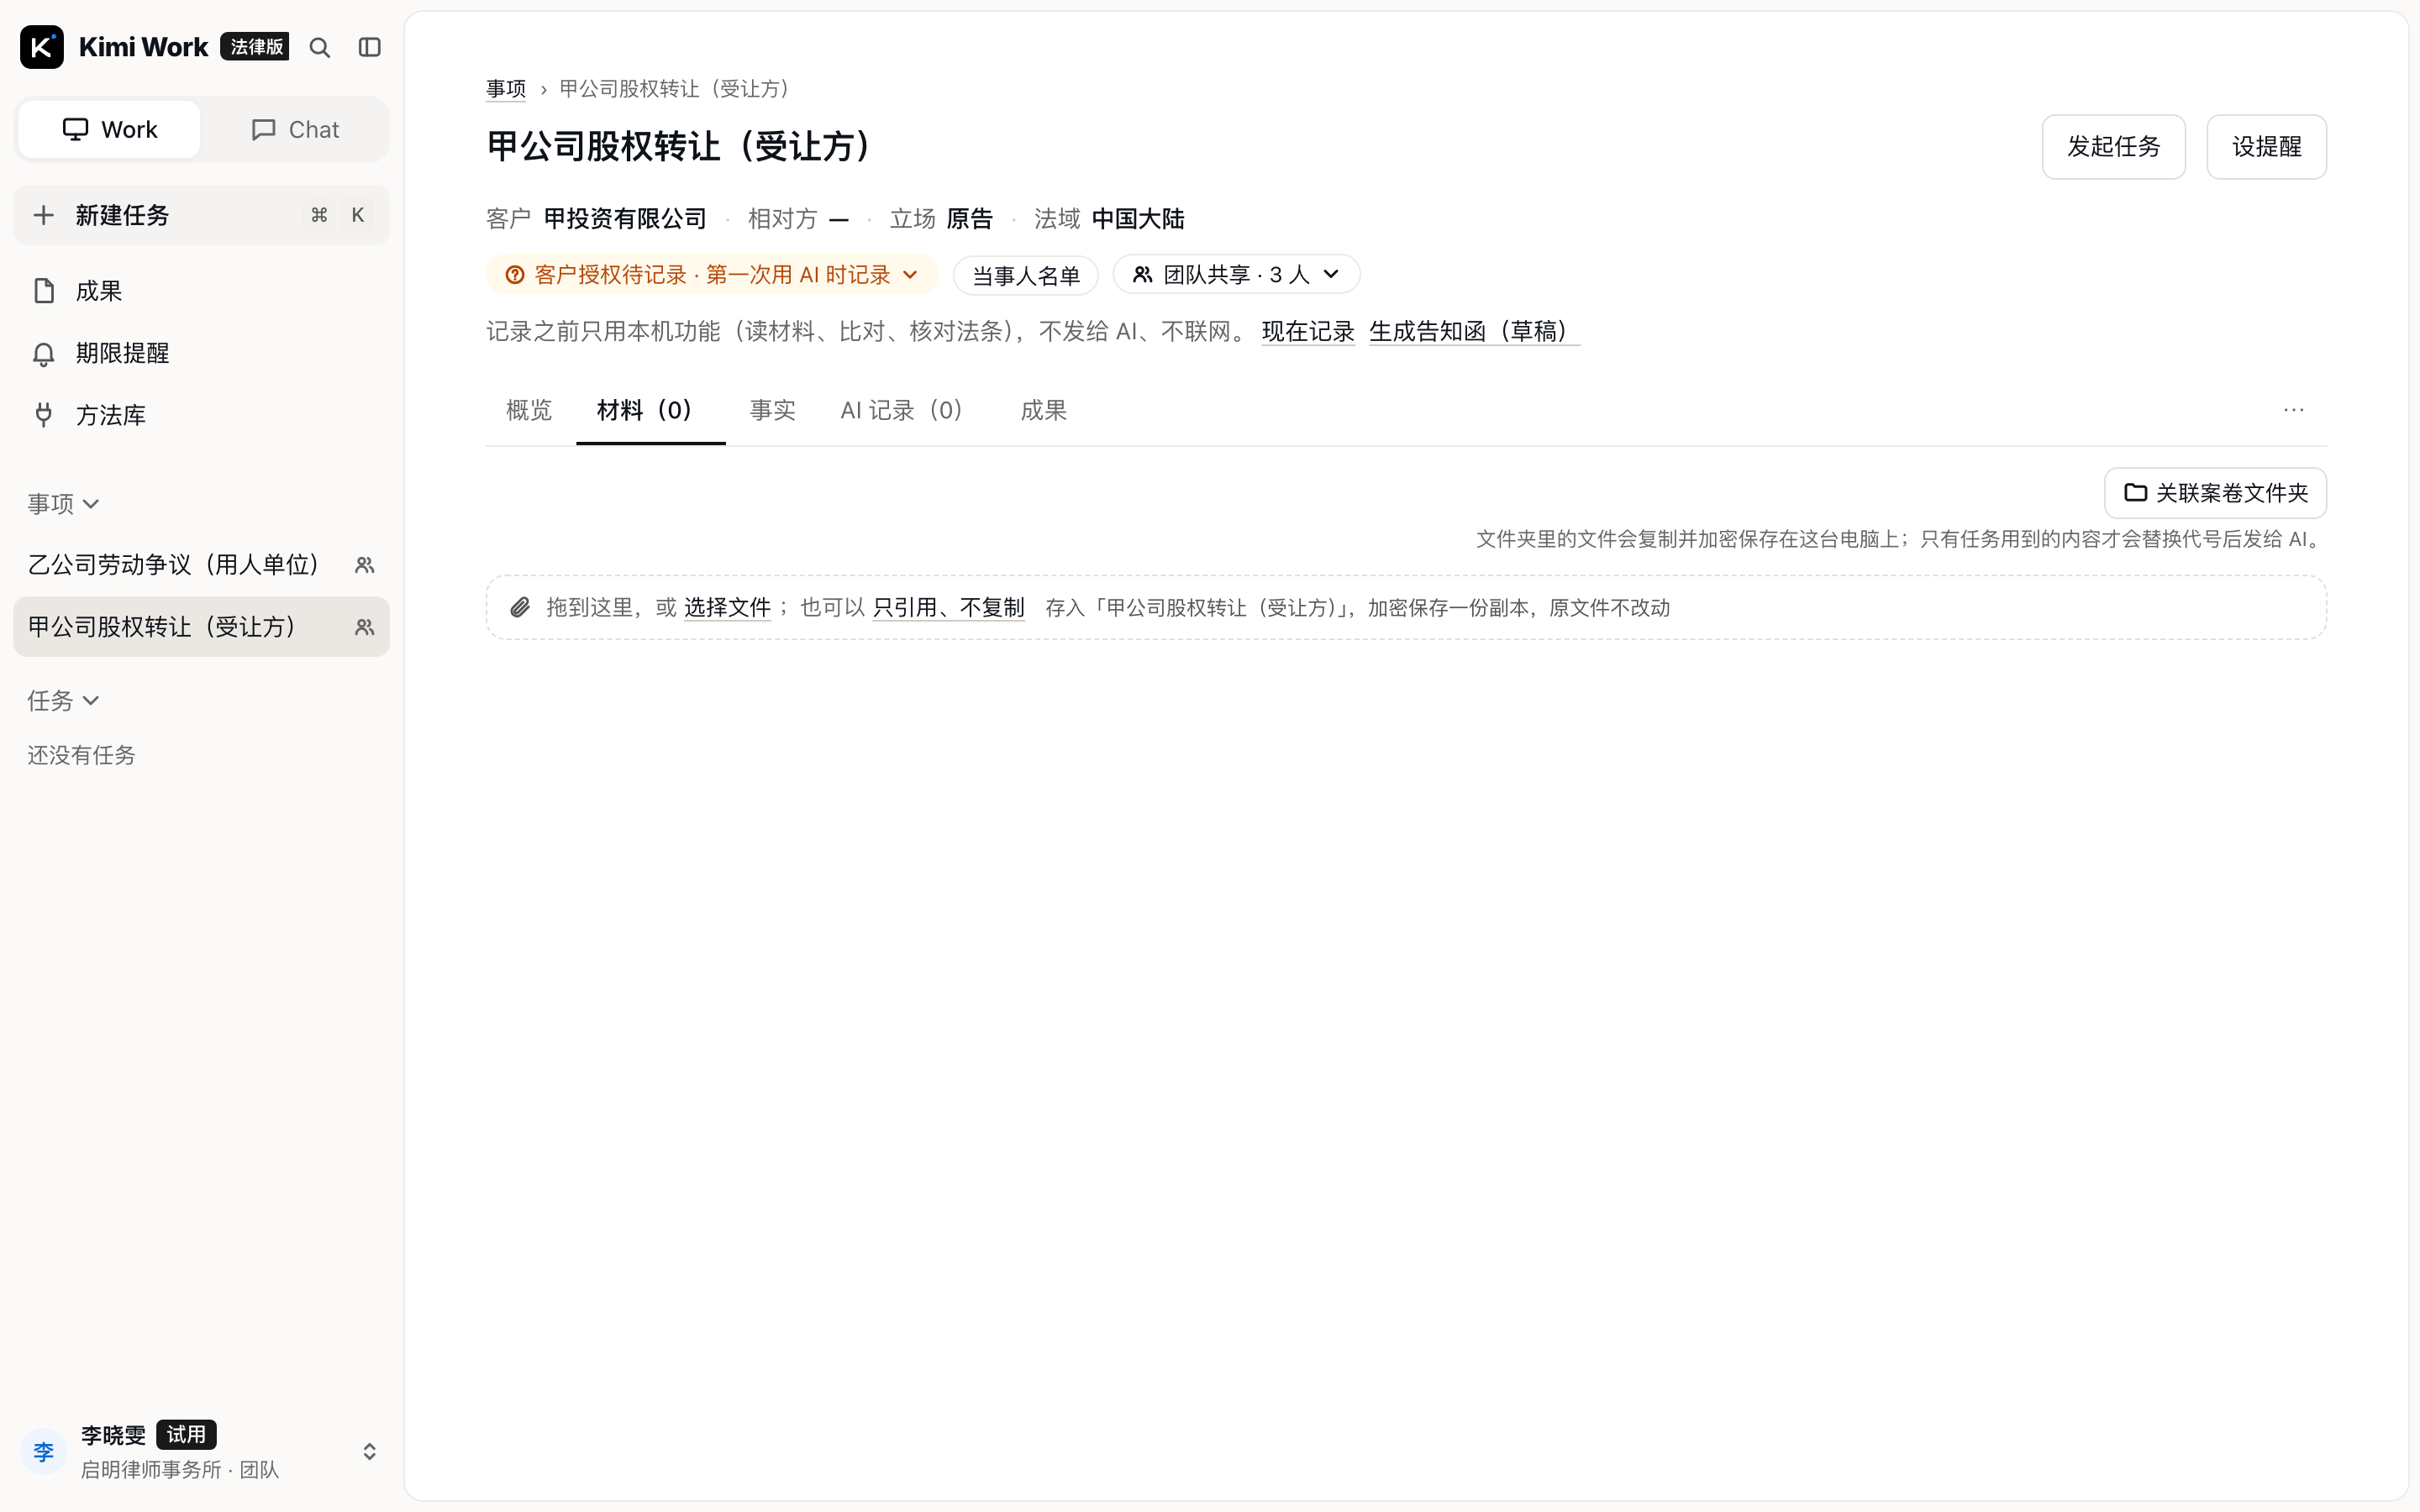 Kimi Work 法律版
Work
Chat
新建任务 ⌘ K
成果
期限提醒
方法库
事项
乙公司劳动争议（用人单位）
甲公司股权转让（受让方）
任务
还没有任务
李 李晓雯 试用
启明律师事务所 · 团队
事项 › 甲公司股权转让（受让方）
甲公司股权转让（受让方）
发起任务 设提醒
客户 甲投资有限公司 · 相对方 — · 立场 原告 · 法域 中国大陆
客户授权待记录 · 第一次用 AI 时记录 当事人名单 团队共享 · 3 人
记录之前只用本机功能（读材料、比对、核对法条），不发给 AI、不联网。 现在记录 生成告知函（草稿）
概览 材料（0） 事实 AI 记录（0） 成果 ···
关联案卷文件夹
文件夹里的文件会复制并加密保存在这台电脑上；只有任务用到的内容才会替换代号后发给 AI。
拖到这里，或 选择文件 ；也可以 只引用、不复制 存入「甲公司股权转让（受让方）」，加密保存一份副本，原文件不改动